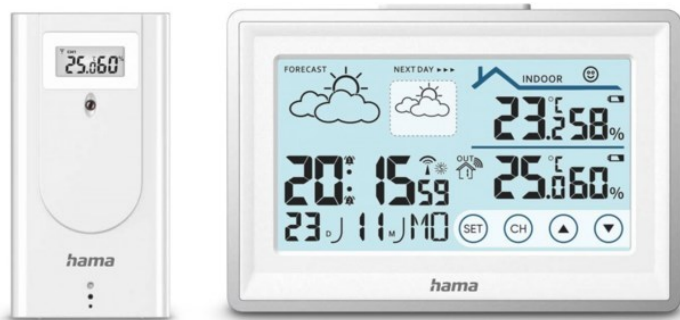 25.0 60%
hama
FORECAST
NEXT DAY ►►►
INDOOR
23.2 °C 58%
20:15 59
OUT
25.0 °C 60%
23 D 11 M MO
SET CH ▲ ▼
hama